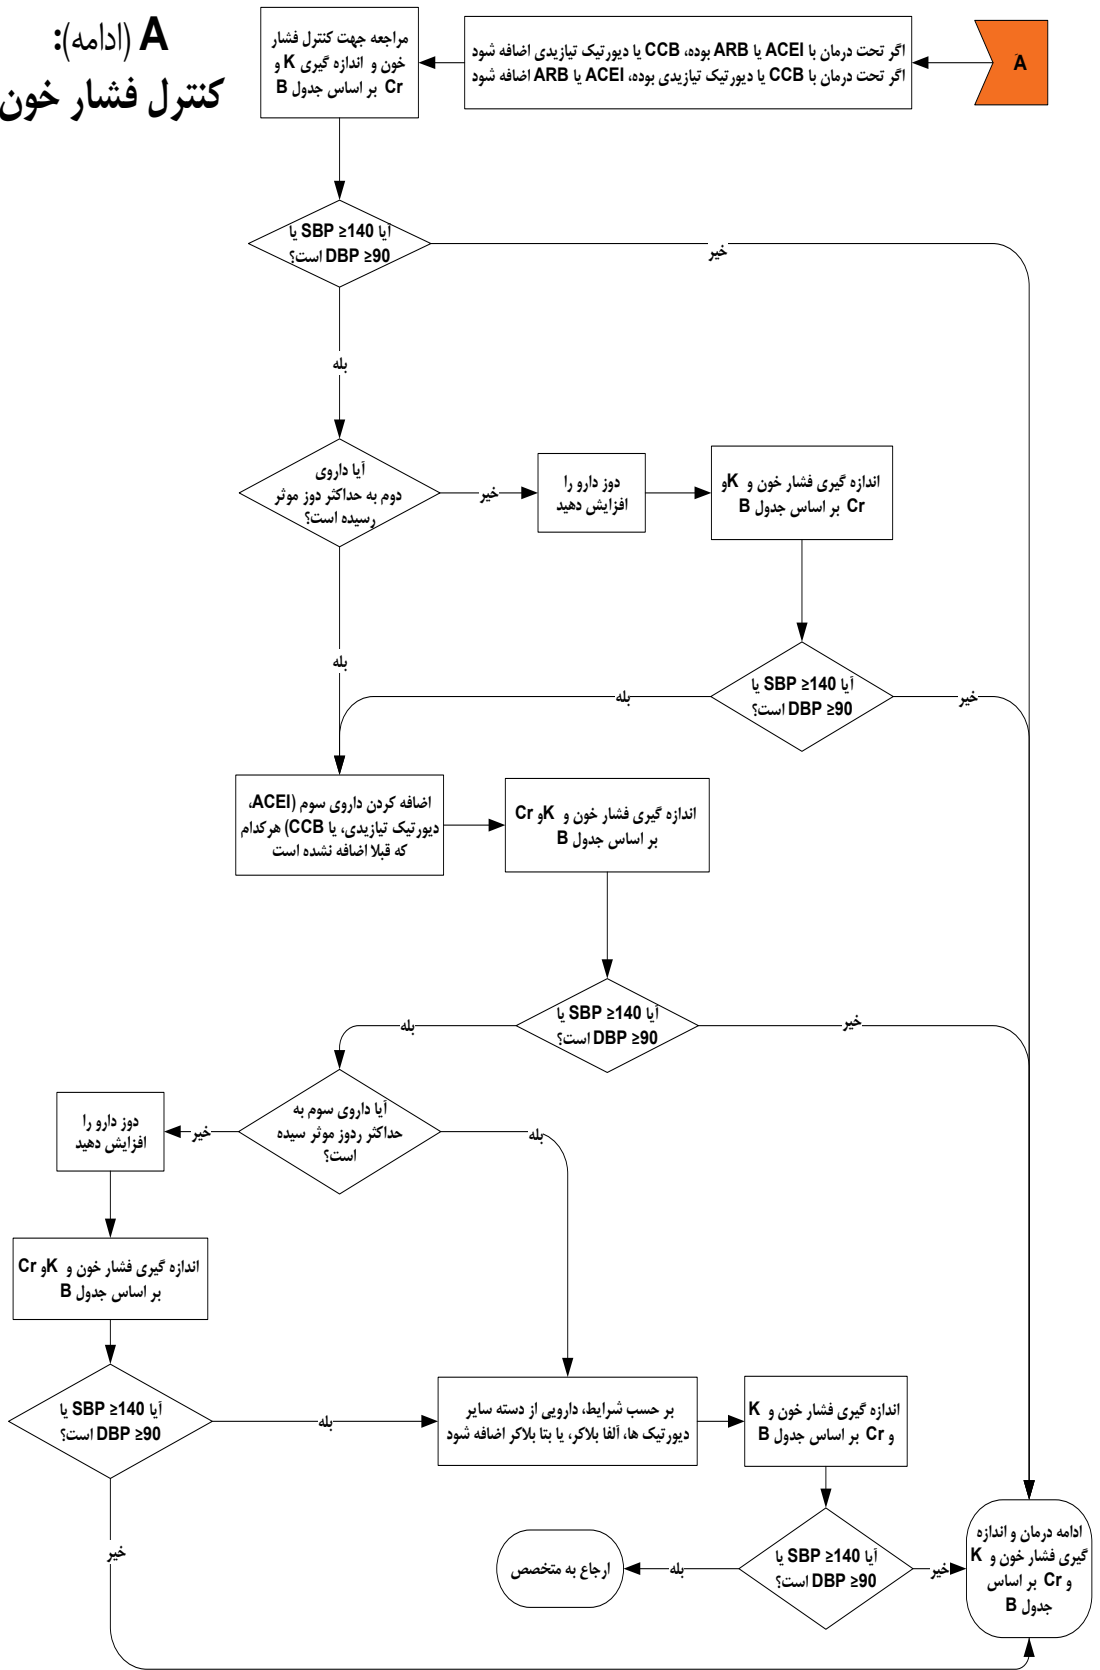 A (ادامه):
کنترل فشار خون
A
اگر تحت درمان با ACEI یا ARB بوده، CCB یا دیورتیک تیازیدی اضافه شود
اگر تحت درمان با CCB یا دیورتیک تیازیدی بوده، ACEI یا ARB اضافه شود
مراجعه جهت کنترل فشار
خون و اندازه گیری K و
Cr بر اساس جدول B
آیا SBP ≥140 یا
DBP ≥90 است؟
خیر
بله
آیا داروی
دوم به حداکثر دوز موثر
رسیده است؟
خیر
دوز دارو را
افزایش دهید
اندازه گیری فشار خون و Kو
Cr بر اساس جدول B
بله
آیا SBP ≥140 یا
DBP ≥90 است؟
بله
خیر
اضافه کردن داروی سوم (ACEI،
دیورتیک تیازیدی، یا CCB) هرکدام
که قبلا اضافه نشده است
اندازه گیری فشار خون و Kو Cr
بر اساس جدول B
آیا SBP ≥140 یا
DBP ≥90 است؟
خیر
بله
آیا داروی سوم به
حداکثر ردوز موثر سیده
است؟
بله
خیر
دوز دارو را
افزایش دهید
اندازه گیری فشار خون و Kو Cr
بر اساس جدول B
آیا SBP ≥140 یا
DBP ≥90 است؟
بله
خیر
بر حسب شرایط، دارویی از دسته سایر
دیورتیک ها، آلفا بلاکر، یا بتا بلاکر اضافه شود
اندازه گیری فشار خون و K
و Cr بر اساس جدول B
آیا SBP ≥140 یا
DBP ≥90 است؟
بله
خیر
ارجاع به متخصص
ادامه درمان و اندازه
گیری فشار خون و K
و Cr بر اساس
جدول B